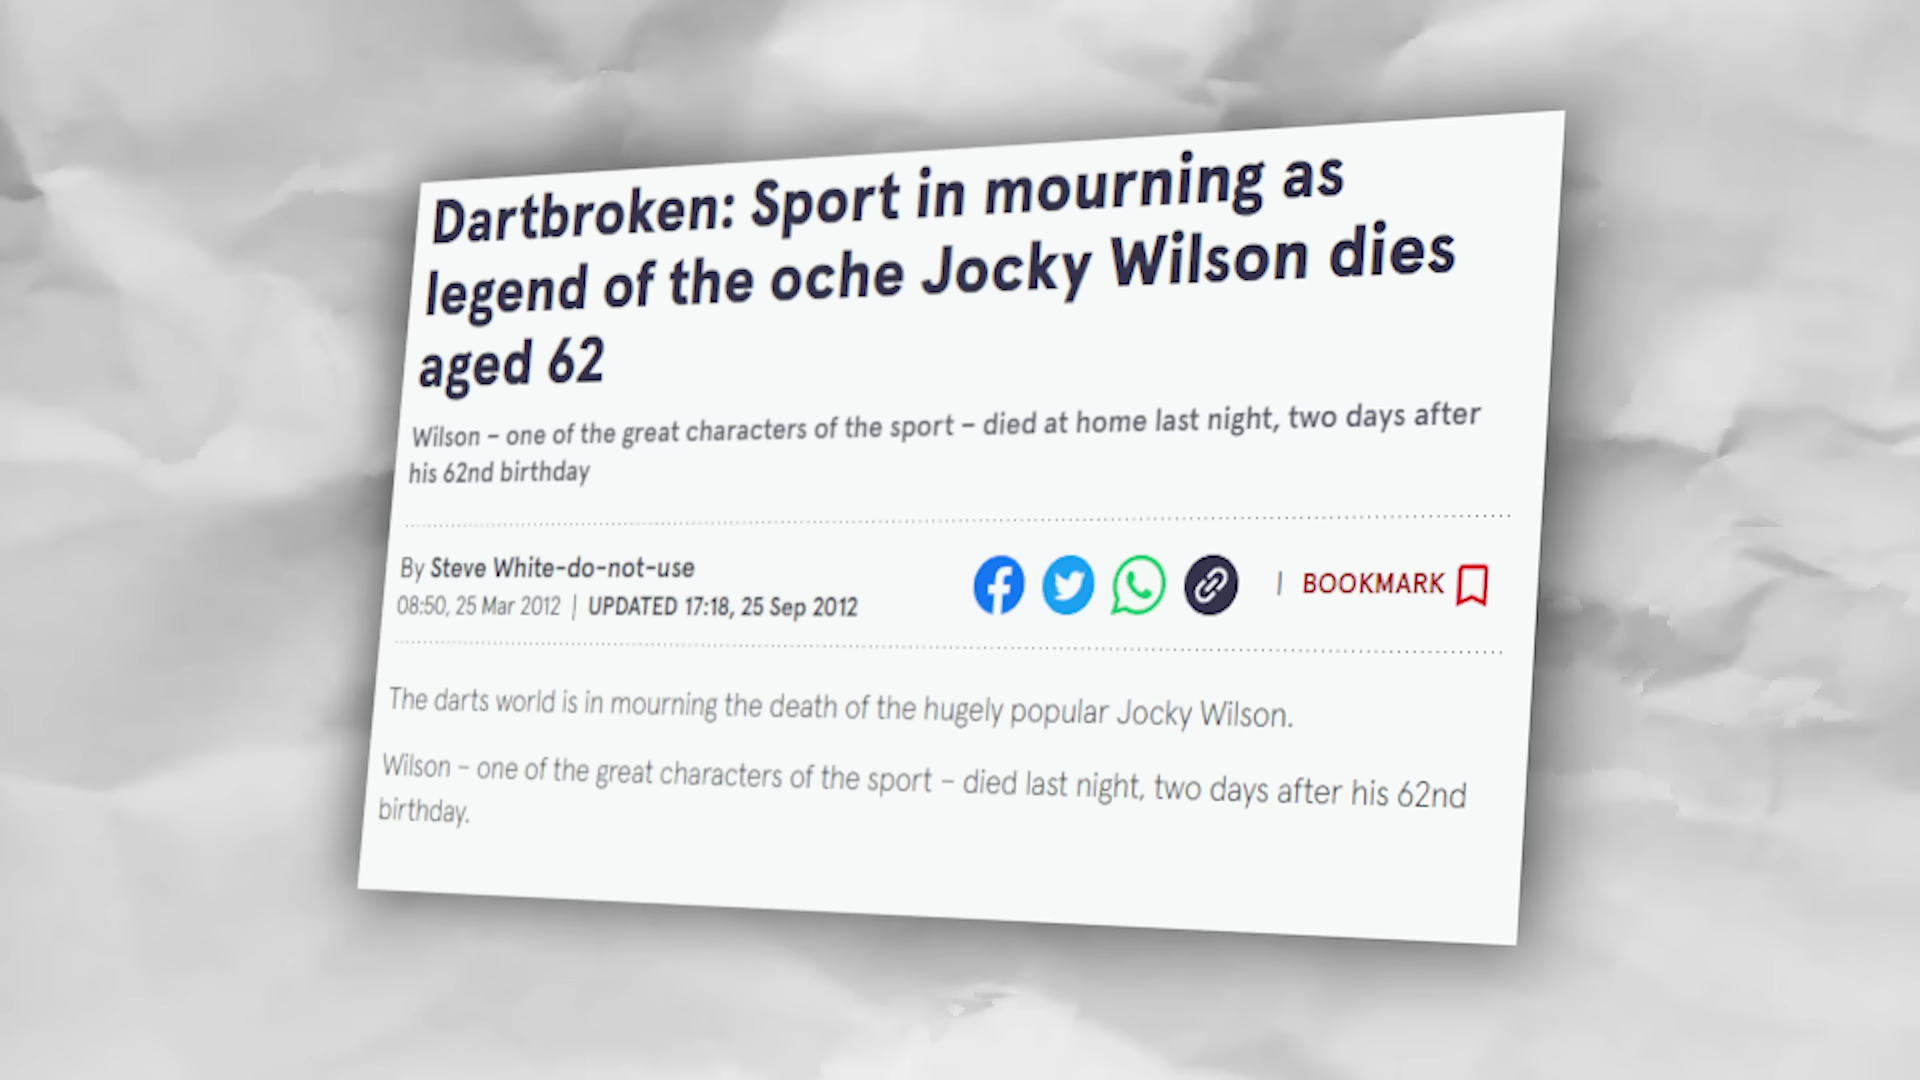 Dartbroken: Sport in mourning as
legend of the oche Jocky Wilson dies
aged 62
Wilson – one of the great characters of the sport – died at home last night, two days after
his 62nd birthday
By Steve White-do-not-use
08:50, 25 Mar 2012 | UPDATED 17:18, 25 Sep 2012
| BOOKMARK
The darts world is in mourning the death of the hugely popular Jocky Wilson.
Wilson – one of the great characters of the sport – died last night, two days after his 62nd
birthday.